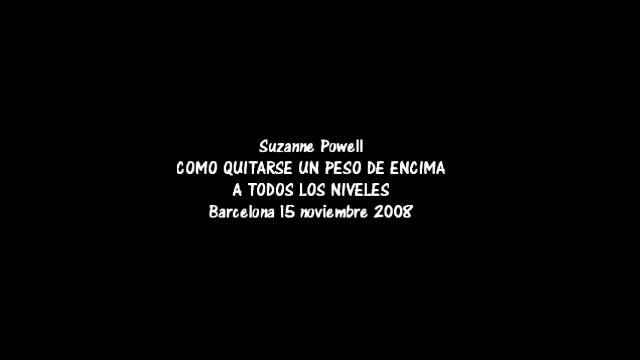 Suzanne Powell
COMO QUITARSE UN PESO DE ENCIMA
A TODOS LOS NIVELES
Barcelona 15 noviembre 2008